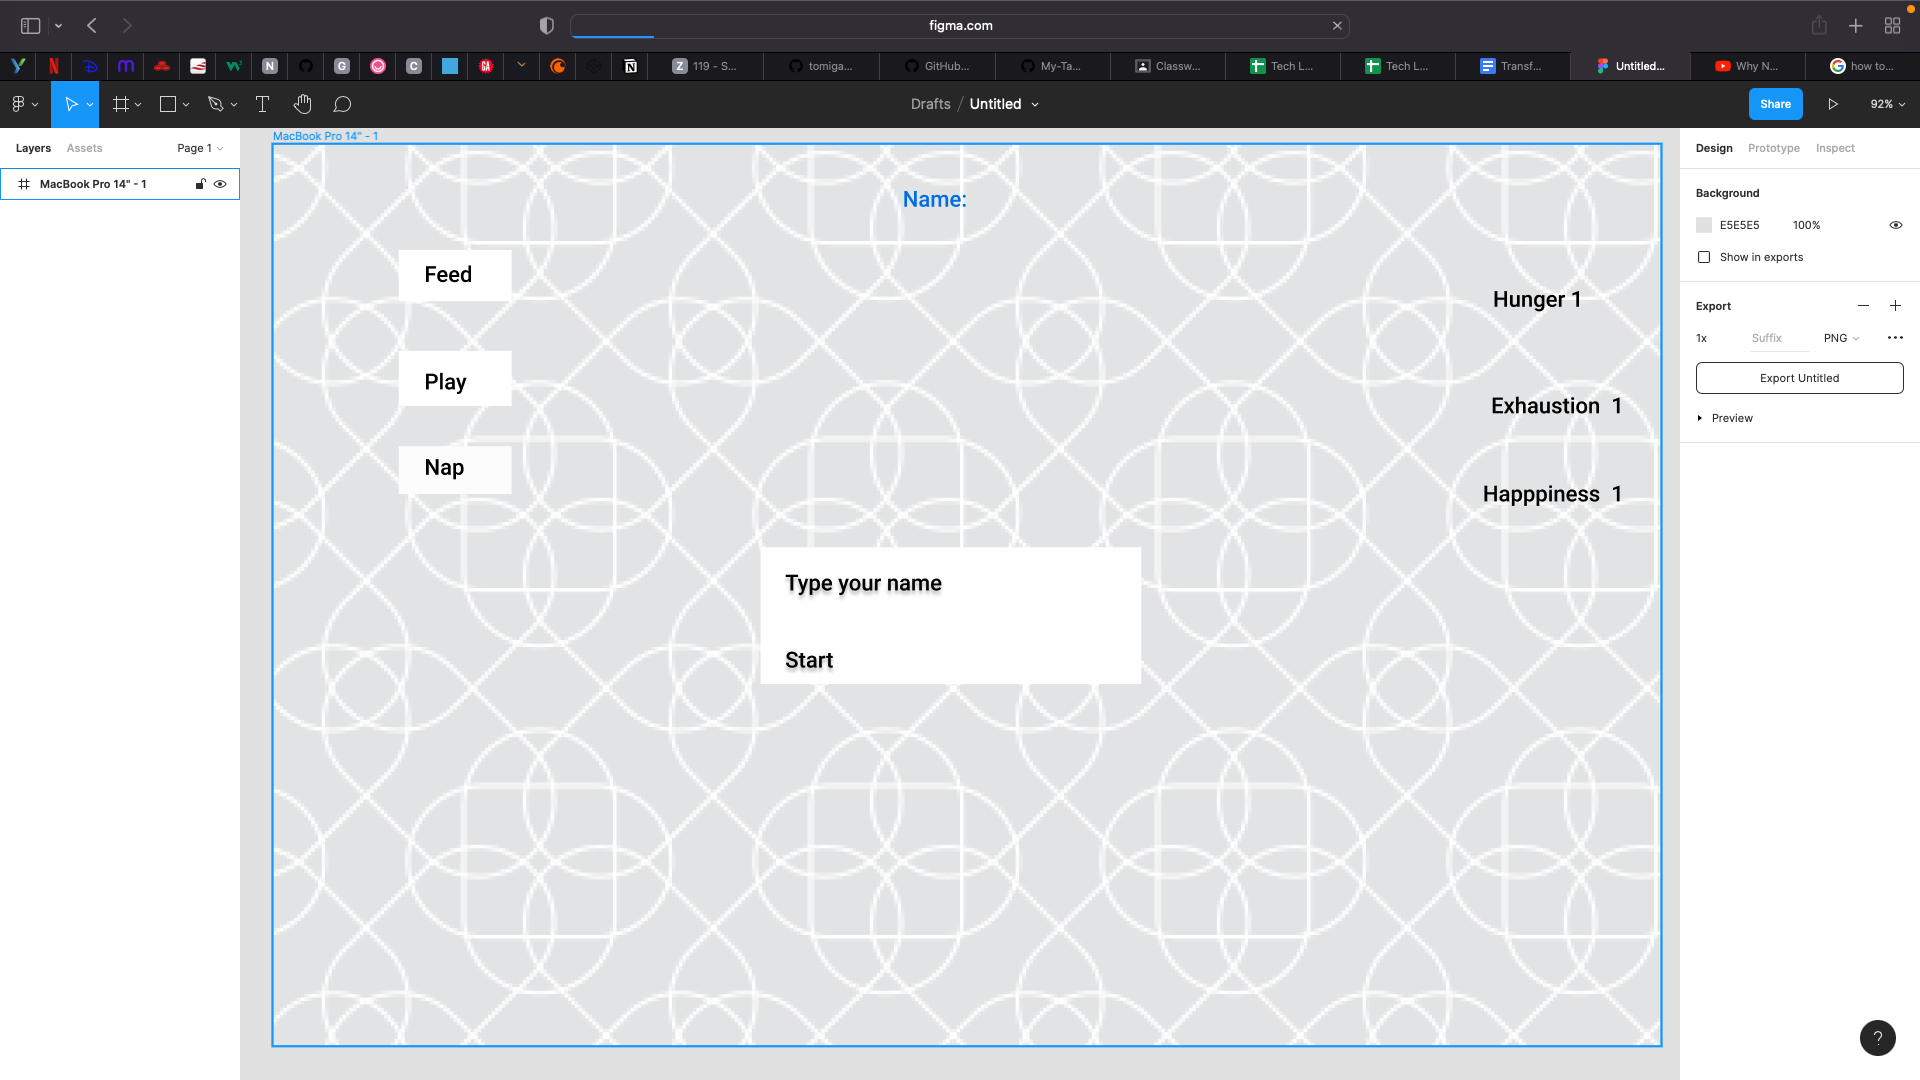 figma.com
119 - S...
tomiga...
GitHub...
My-Ta...
Classw...
Tech L...
Tech L...
Transf...
Untitled...
Why N...
how to...
Drafts / Untitled
Share
92%
Layers
Assets
Page 1
MacBook Pro 14" - 1
MacBook Pro 14" - 1
Name:
Feed
Play
Nap
Hunger 1
Exhaustion 1
Happpiness 1
Type your name
Start
Design
Prototype
Inspect
Background
E5E5E5
100%
Show in exports
Export
1x
Suffix
PNG
Export Untitled
Preview
?